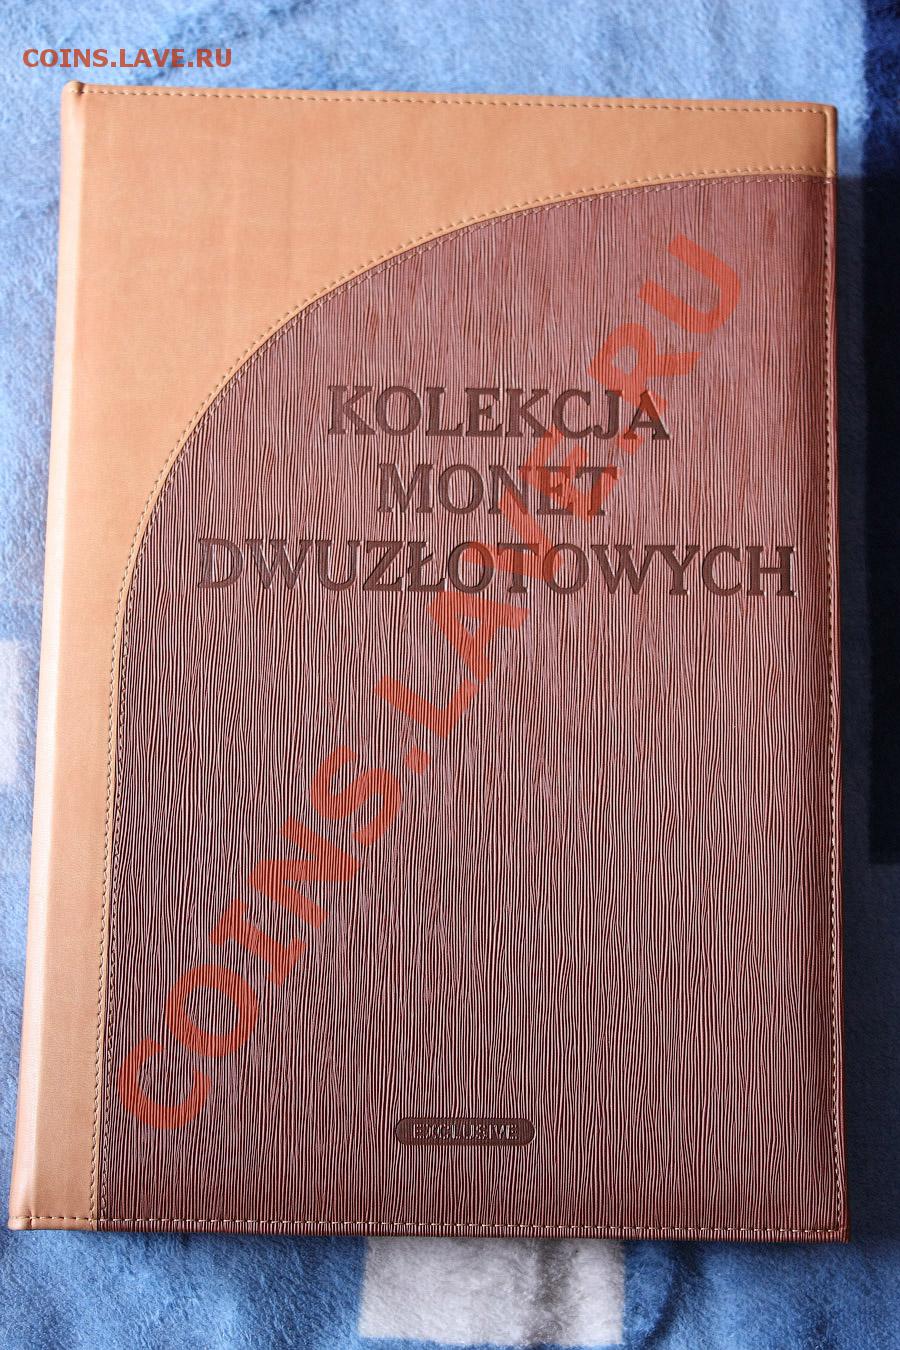 COINS.LAVE.RU
KOLEKCJA
MONET
DWUZŁOTOWYCH
COINS.LAVE.RU
EXCLUSIVE